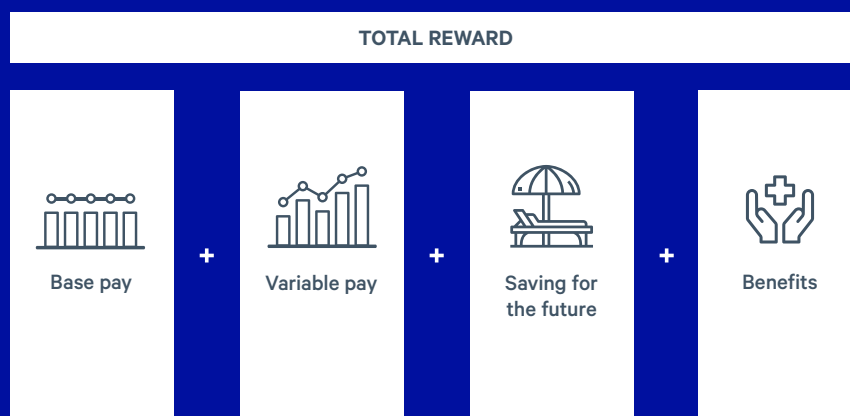 TOTAL REWARD
Base pay
+
Variable pay
+
Saving for
the future
+
Benefits